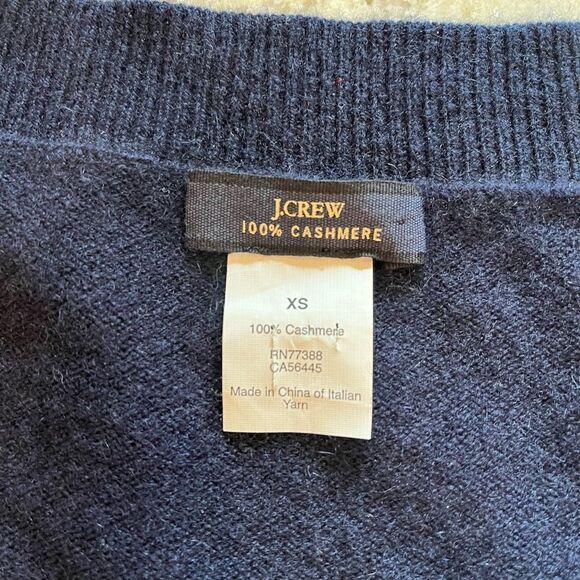 J.CREW
100% CASHMERE
XS
100% Cashmere
RN77388
CA56445
Made in China of Italian
Yarn